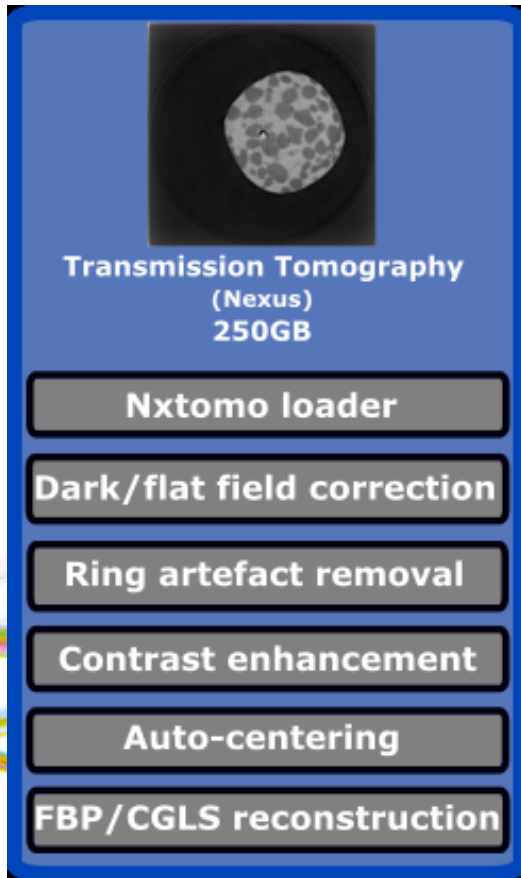 Transmission Tomography
(Nexus)
250GB
Nxtomo loader
Dark/flat field correction
Ring artefact removal
Contrast enhancement
Auto-centering
FBP/CGLS reconstruction